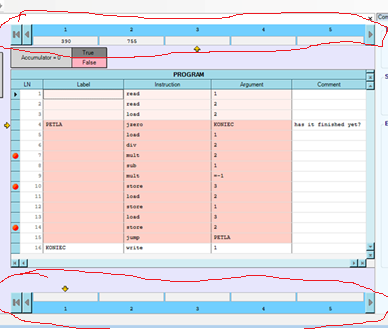 Con
1 2 3 4 5
390 755
Accumulator = 0 True
False
PROGRAM
LN Label Instruction Argument Comment
1 read 1
2 read 2
3 load 2
4 PETLA jzero KONIEC has it finished yet?
5 load 1
6 div 2
7 mult 2
8 sub 1
9 mult =-1
10 store 3
11 load 2
12 store 1
13 load 3
14 store 2
15 jump PETLA
16 KONIEC write 1
1 2 3 4 5